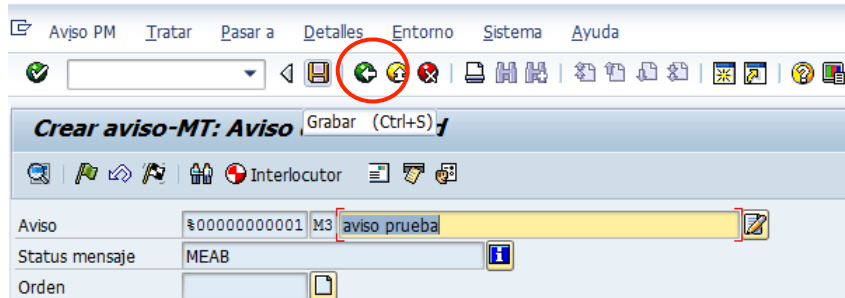 Aviso PM Tratar Pasar a Detalles Entorno Sistema Ayuda
Crear aviso-MT: Aviso d
Grabar (Ctrl+S)
Interlocutor
Aviso %00000000001 M3 aviso prueba
Status mensaje MEAB
Orden